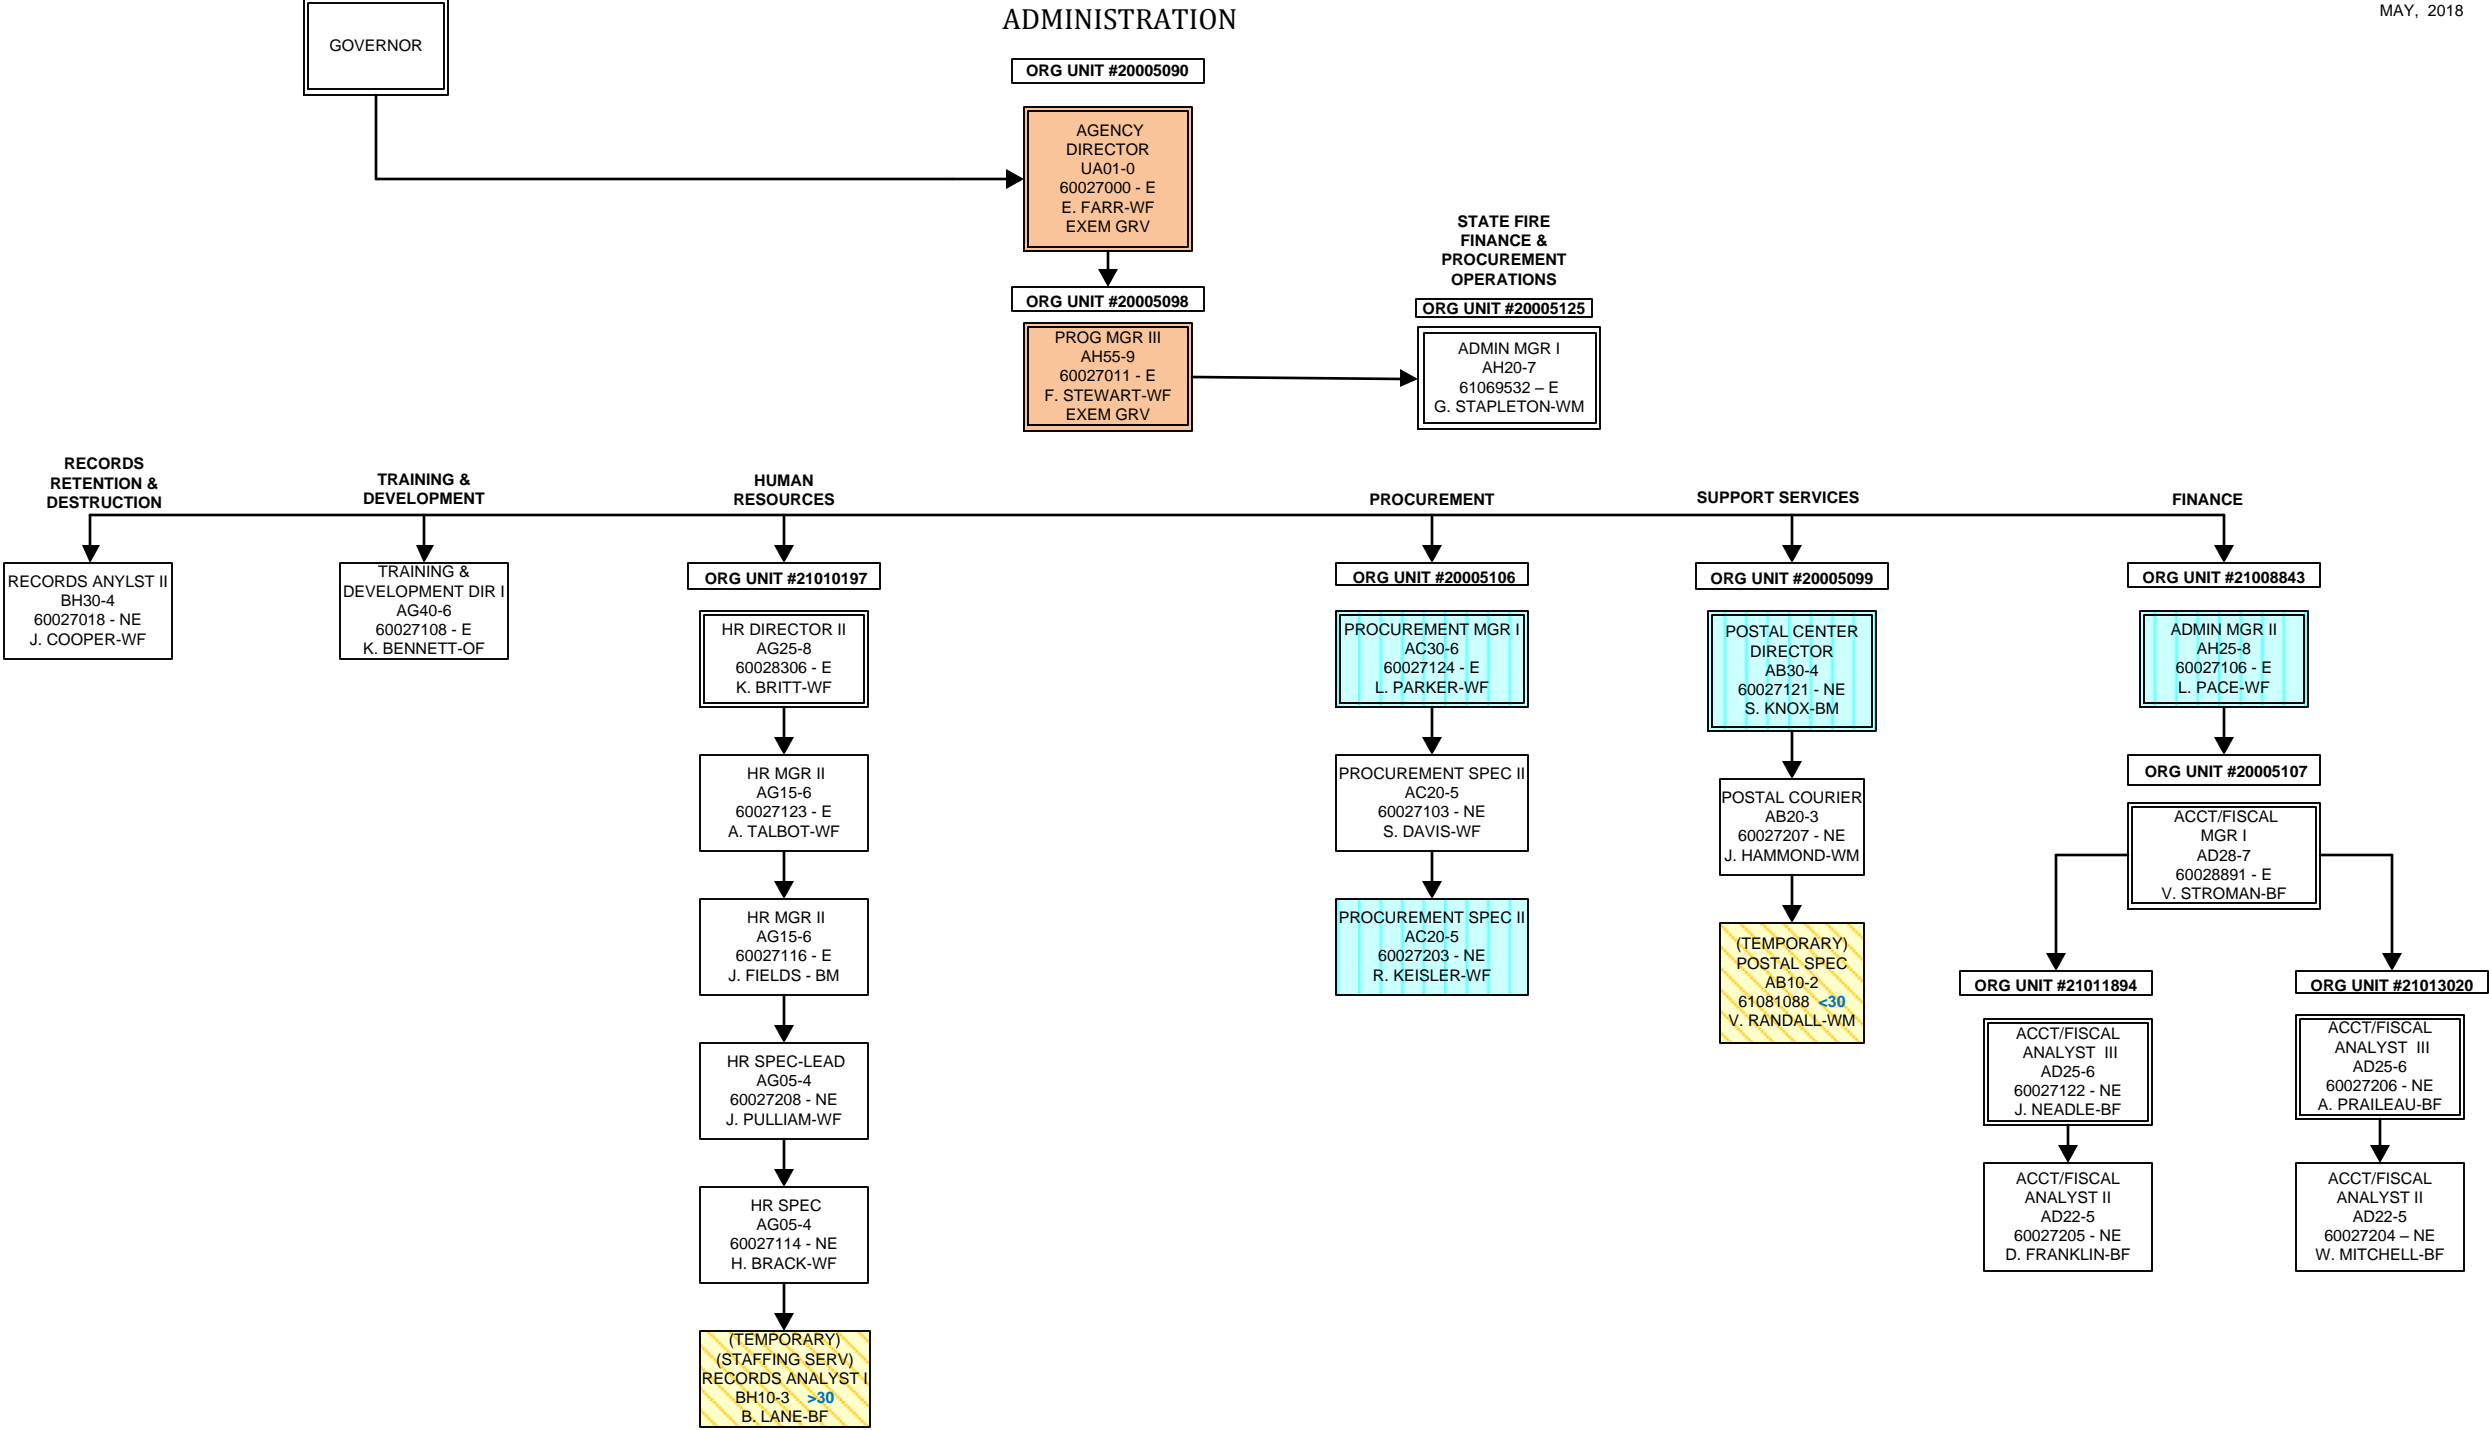 MAY, 2018
ADMINISTRATION
GOVERNOR
ORG UNIT #20005090
AGENCY
DIRECTOR
UA01-0
60027000 - E
E. FARR-WF
EXEM GRV
ORG UNIT #20005098
PROG MGR III
AH55-9
60027011 - E
F. STEWART-WF
EXEM GRV
STATE FIRE
FINANCE &
PROCUREMENT
OPERATIONS
ORG UNIT #20005125
ADMIN MGR I
AH20-7
61069532 – E
G. STAPLETON-WM
RECORDS
RETENTION &
DESTRUCTION
RECORDS ANYLST II
BH30-4
60027018 - NE
J. COOPER-WF
TRAINING &
DEVELOPMENT
TRAINING &
DEVELOPMENT DIR I
AG40-6
60027108 - E
K. BENNETT-OF
HUMAN
RESOURCES
ORG UNIT #21010197
HR DIRECTOR II
AG25-8
60028306 - E
K. BRITT-WF
HR MGR II
AG15-6
60027123 - E
A. TALBOT-WF
HR MGR II
AG15-6
60027116 - E
J. FIELDS - BM
HR SPEC-LEAD
AG05-4
60027208 - NE
J. PULLIAM-WF
HR SPEC
AG05-4
60027114 - NE
H. BRACK-WF
(TEMPORARY)
(STAFFING SERV)
RECORDS ANALYST I
BH10-3 >30
B. LANE-BF
PROCUREMENT
ORG UNIT #20005106
PROCUREMENT MGR I
AC30-6
60027124 - E
L. PARKER-WF
PROCUREMENT SPEC II
AC20-5
60027103 - NE
S. DAVIS-WF
PROCUREMENT SPEC II
AC20-5
60027203 - NE
R. KEISLER-WF
SUPPORT SERVICES
ORG UNIT #20005099
POSTAL CENTER
DIRECTOR
AB30-4
60027121 - NE
S. KNOX-BM
POSTAL COURIER
AB20-3
60027207 - NE
J. HAMMOND-WM
(TEMPORARY)
POSTAL SPEC
AB10-2
61081088 <30
V. RANDALL-WM
FINANCE
ORG UNIT #21008843
ADMIN MGR II
AH25-8
60027106 - E
L. PACE-WF
ORG UNIT #20005107
ACCT/FISCAL
MGR I
AD28-7
60028891 - E
V. STROMAN-BF
ORG UNIT #21011894
ACCT/FISCAL
ANALYST III
AD25-6
60027122 - NE
J. NEADLE-BF
ACCT/FISCAL
ANALYST II
AD22-5
60027205 - NE
D. FRANKLIN-BF
ORG UNIT #21013020
ACCT/FISCAL
ANALYST III
AD25-6
60027206 - NE
A. PRAILEAU-BF
ACCT/FISCAL
ANALYST II
AD22-5
60027204 – NE
W. MITCHELL-BF